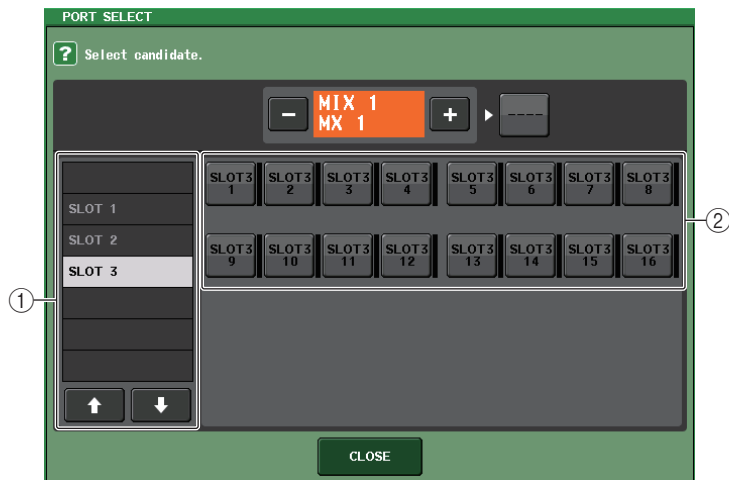 PORT SELECT
? Select candidate.
− MIX 1 MX 1 + ----
SLOT 1
SLOT 2
SLOT 3
SLOT3 1 SLOT3 2 SLOT3 3 SLOT3 4 SLOT3 5 SLOT3 6 SLOT3 7 SLOT3 8
SLOT3 9 SLOT3 10 SLOT3 11 SLOT3 12 SLOT3 13 SLOT3 14 SLOT3 15 SLOT3 16
①
②
CLOSE